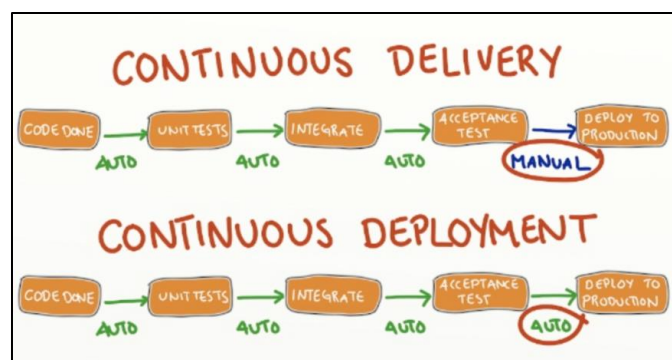 CONTINUOUS DELIVERY
CODE DONE
UNIT TESTS
INTEGRATE
ACCEPTANCE
TEST
DEPLOY TO
PRODUCTION
AUTO
AUTO
AUTO
MANUAL
CONTINUOUS DEPLOYMENT
CODE DONE
UNIT TESTS
INTEGRATE
ACCEPTANCE
TEST
DEPLOY TO
PRODUCTION
AUTO
AUTO
AUTO
AUTO